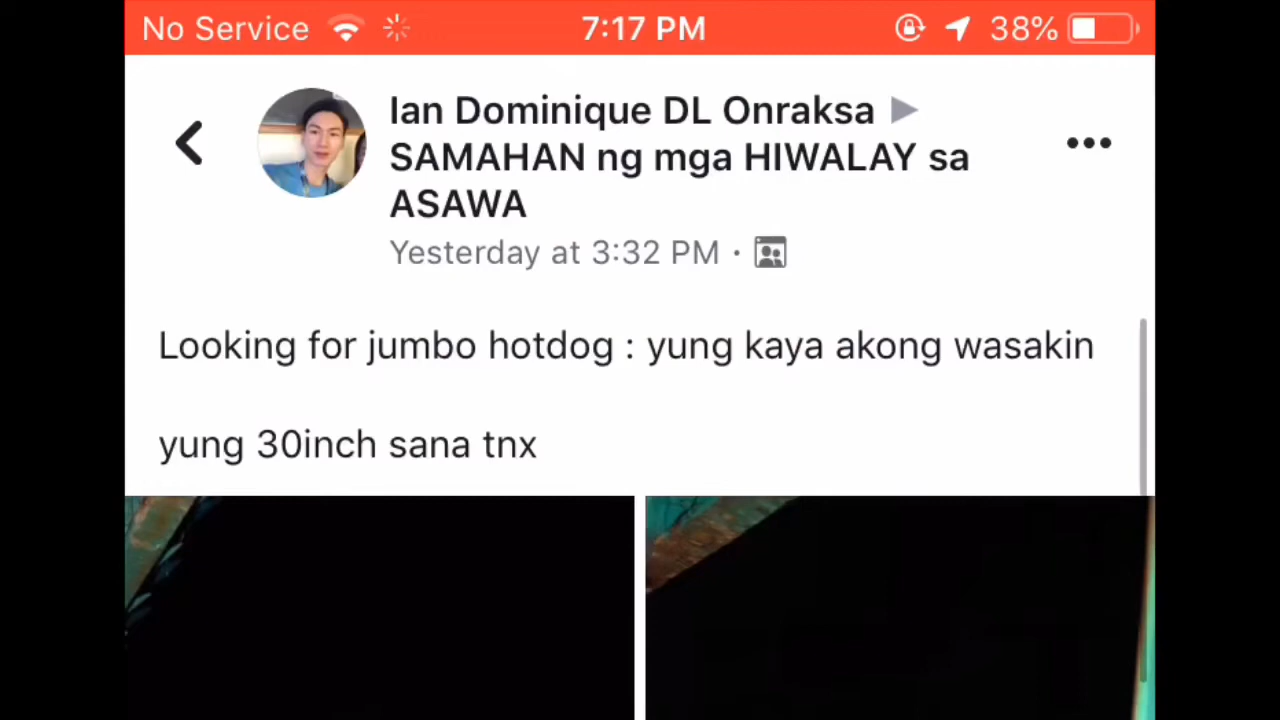 No Service 7:17 PM 38%
Ian Dominique DL Onraksa ▶
SAMAHAN ng mga HIWALAY sa
ASAWA
Yesterday at 3:32 PM ·
Looking for jumbo hotdog : yung kaya akong wasakin
yung 30inch sana tnx